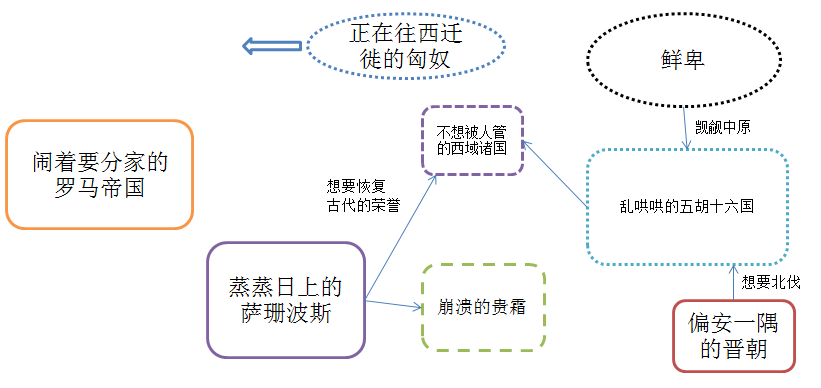 正在往西迁
徙的匈奴
鲜卑
觊觎中原
不想被人管
的西域诸国
闹着要分家的
罗马帝国
想要恢复
古代的荣誉
乱哄哄的五胡十六国
蒸蒸日上的
萨珊波斯
崩溃的贵霜
想要北伐
偏安一隅
的晋朝